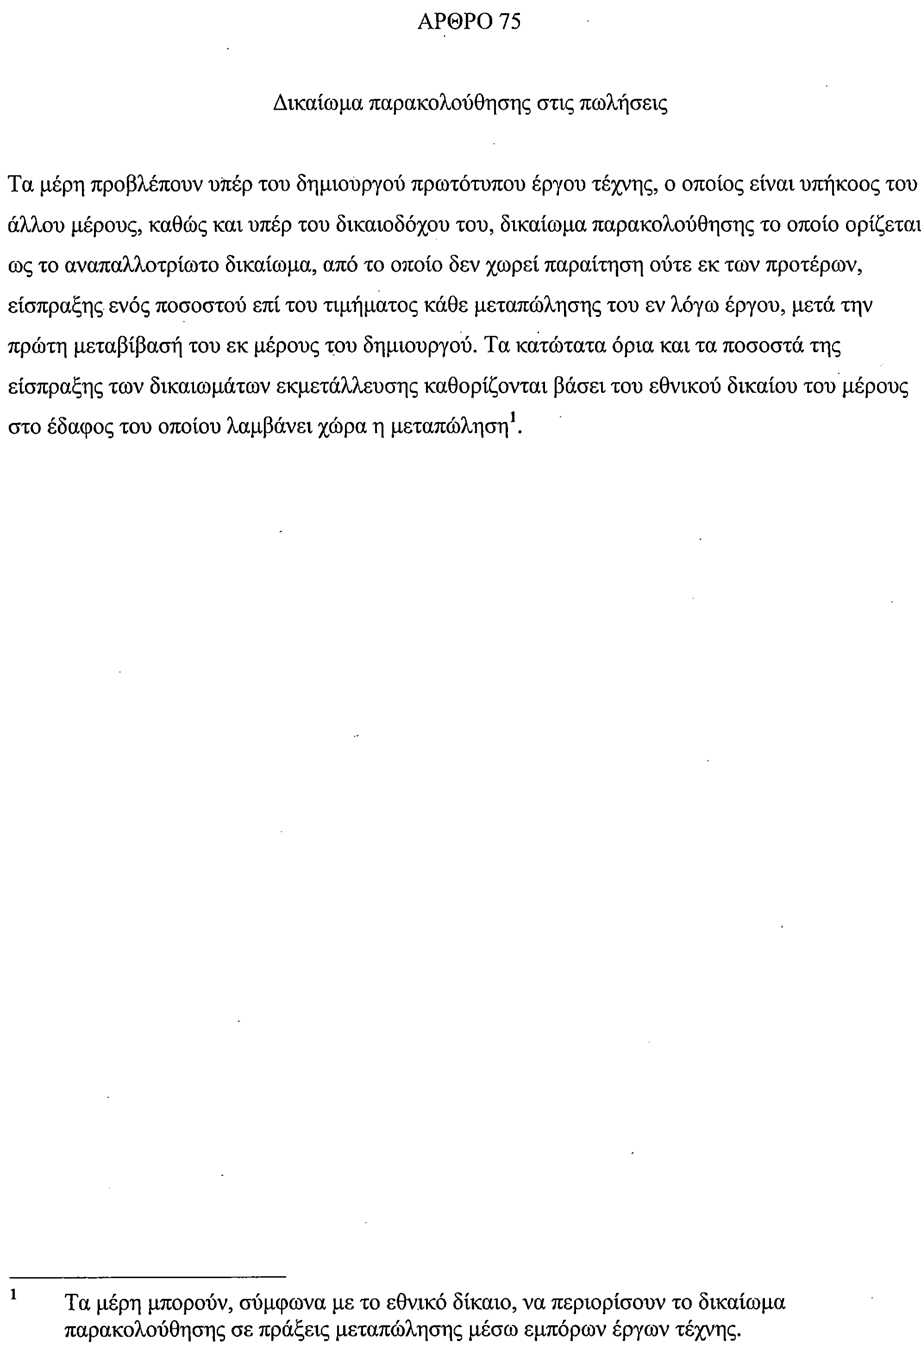 ΑΡΘΡΟ 75
Δικαίωμα παρακολούθησης στις πωλήσεις
Τα μέρη προβλέπουν υπέρ του δημιουργού πρωτότυπου έργου τέχνης, ο οποίος είναι υπήκοος του
άλλου μέρους, καθώς και υπέρ του δικαιοδόχου του, δικαίωμα παρακολούθησης το οποίο ορίζεται
ως το αναπαλλοτρίωτο δικαίωμα, από το οποίο δεν χωρεί παραίτηση ούτε εκ των προτέρων,
είσπραξης ενός ποσοστού επί του τιμήματος κάθε μεταπώλησης του εν λόγω έργου, μετά την
πρώτη μεταβίβασή του εκ μέρους του δημιουργού. Τα κατώτατα όρια και τα ποσοστά της
είσπραξης των δικαιωμάτων εκμετάλλευσης καθορίζονται βάσει του εθνικού δικαίου του μέρους
στο έδαφος του οποίου λαμβάνει χώρα η μεταπώληση¹.
¹ Τα μέρη μπορούν, σύμφωνα με το εθνικό δίκαιο, να περιορίσουν το δικαίωμα
παρακολούθησης σε πράξεις μεταπώλησης μέσω εμπόρων έργων τέχνης.